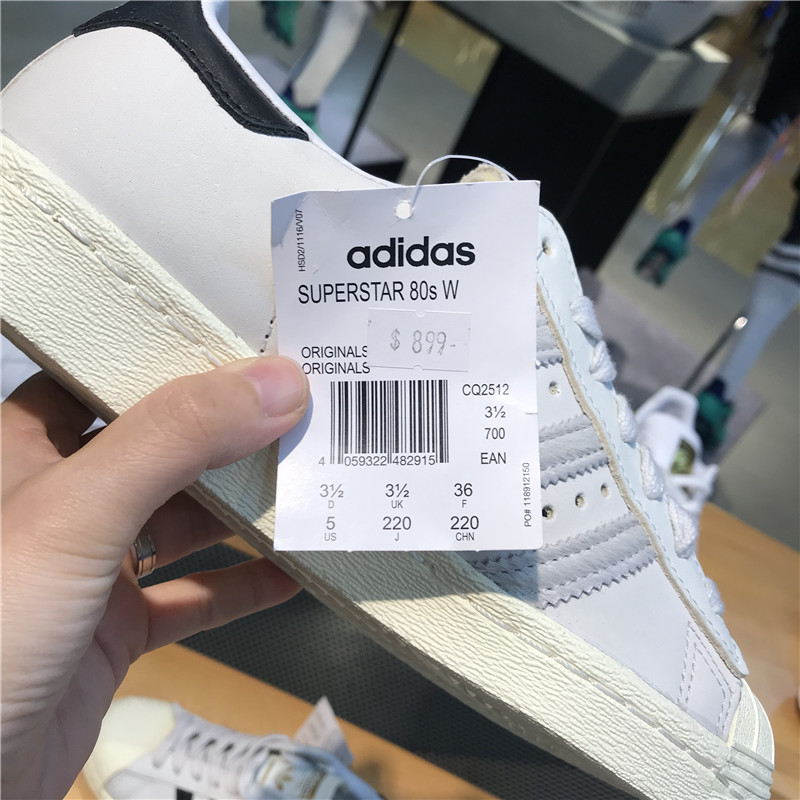 HSD2/1116/V07
adidas
SUPERSTAR 80s W
$ 899-
ORIGINALS
ORIGINALS
CQ2512
3½
700
4 059322 482915 EAN
3½ 3½ 36
D UK F
5 220 220
US J CHN
PO# 118912150